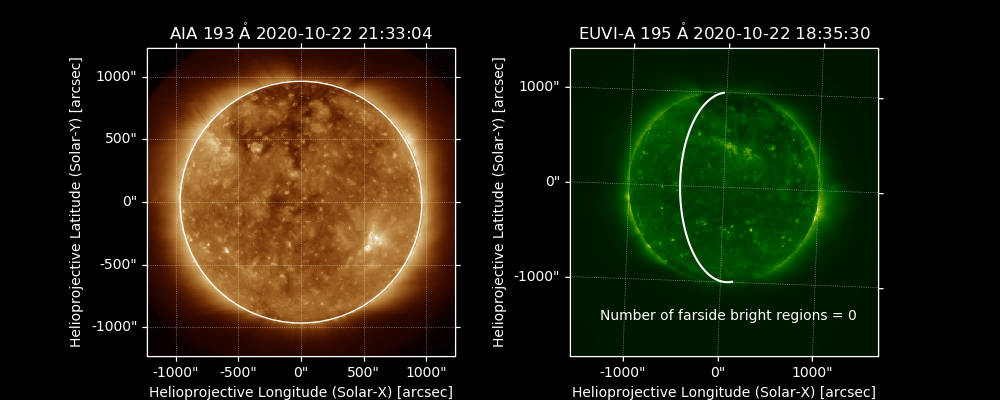 AIA 193 Å 2020-10-22 21:33:04
Helioprojective Latitude (Solar-Y) [arcsec]
1000"
500"
0"
-500"
-1000"
-1000" -500" 0" 500" 1000"
Helioprojective Longitude (Solar-X) [arcsec]
EUVI-A 195 Å 2020-10-22 18:35:30
Helioprojective Latitude (Solar-Y) [arcsec]
1000"
0"
-1000"
Number of farside bright regions = 0
-1000" 0" 1000"
Helioprojective Longitude (Solar-X) [arcsec]